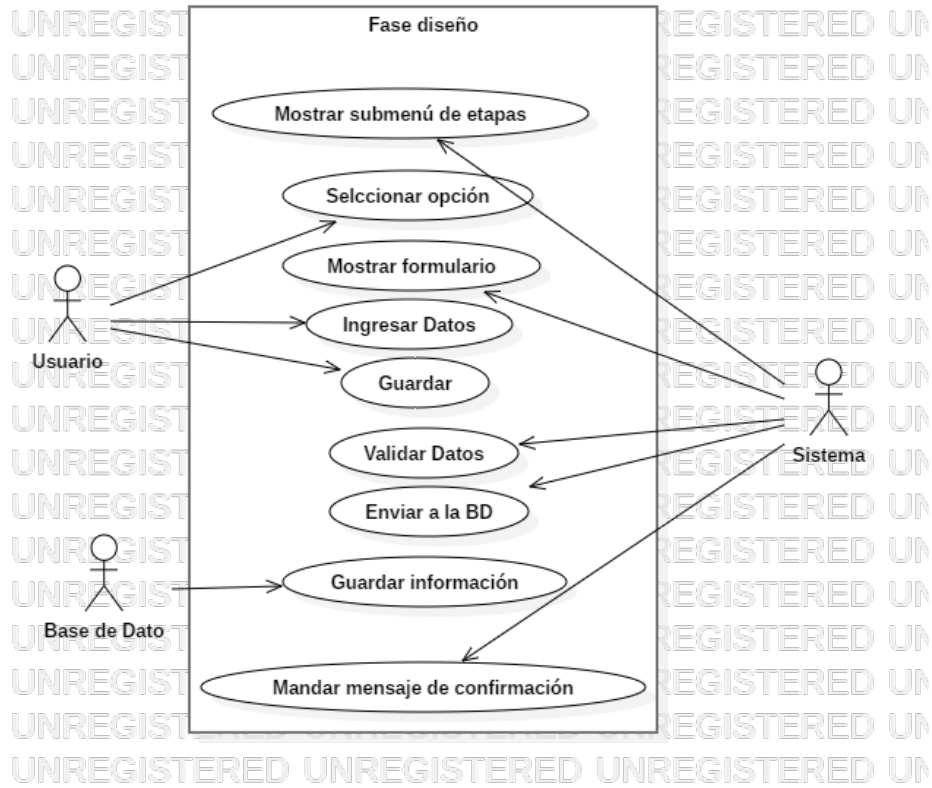 Fase diseño
Mostrar submenú de etapas
Selccionar opción
Mostrar formulario
Ingresar Datos
Usuario
Guardar
Validar Datos
Sistema
Enviar a la BD
Guardar información
Base de Dato
Mandar mensaje de confirmación
UNREGISTERED UNREGISTERED UNREGISTERED UN